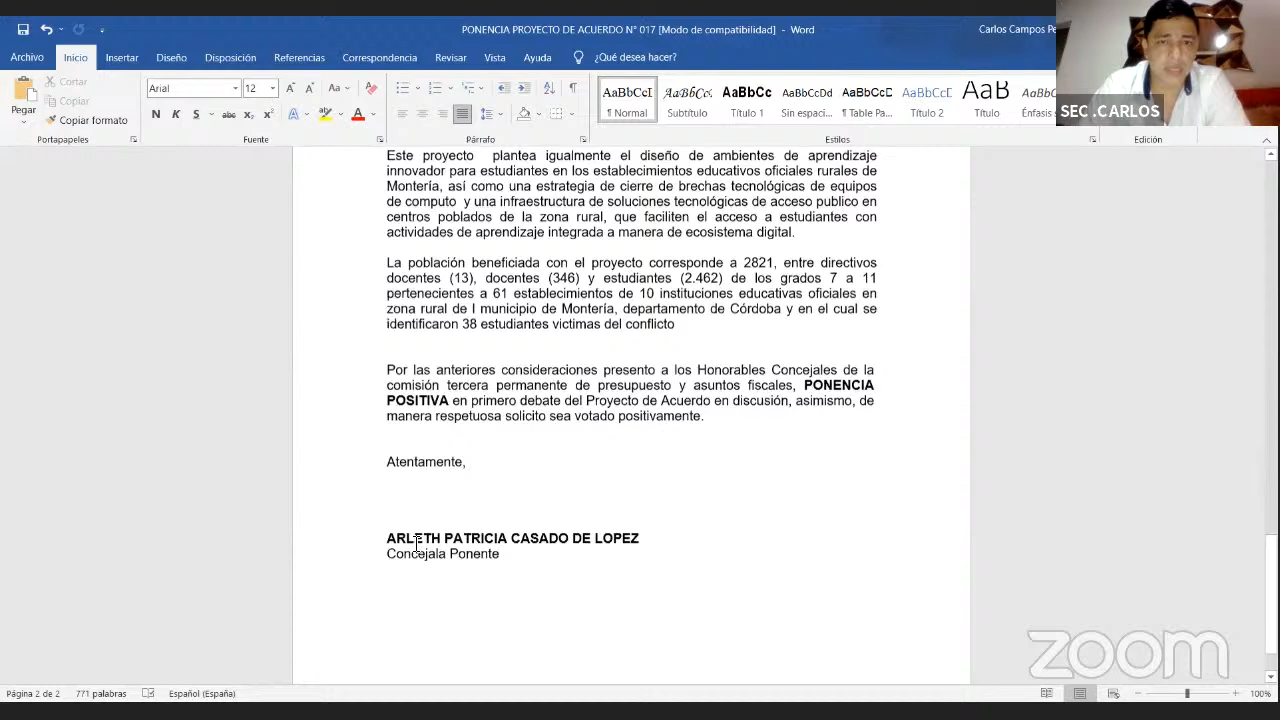 PONENCIA PROYECTO DE ACUERDO N° 017 [Modo de compatibilidad] - Word
Carlos Campos Pe
Archivo Inicio Insertar Diseño Disposición Referencias Correspondencia Revisar Vista Ayuda ¿Qué desea hacer?
Pegar
Cortar
Copiar
Copiar formato
Portapapeles
Arial 12
N K S abc x₂ x²
Fuente
Párrafo
AaBbCcI AaBbCc. AaBbCc AaBbCcDd AaBbCcD AaBbCcI AaB AaBbCcD
¶ Normal Subtítulo ¶ Título 1 ¶ Sin espaci... ¶ Table Pa... ¶ Título 2 ¶ Título Énfasis
Estilos
Edición
SEC .CARLOS
Este proyecto plantea igualmente el diseño de ambientes de aprendizaje
innovador para estudiantes en los establecimientos educativos oficiales rurales de
Montería, así como una estrategia de cierre de brechas tecnológicas de equipos
de computo y una infraestructura de soluciones tecnológicas de acceso publico en
centros poblados de la zona rural, que faciliten el acceso a estudiantes con
actividades de aprendizaje integrada a manera de ecosistema digital.
La población beneficiada con el proyecto corresponde a 2821, entre directivos
docentes (13), docentes (346) y estudiantes (2.462) de los grados 7 a 11
pertenecientes a 61 establecimientos de 10 instituciones educativas oficiales en
zona rural de l municipio de Montería, departamento de Córdoba y en el cual se
identificaron 38 estudiantes victimas del conflicto
Por las anteriores consideraciones presento a los Honorables Concejales de la
comisión tercera permanente de presupuesto y asuntos fiscales, PONENCIA
POSITIVA en primero debate del Proyecto de Acuerdo en discusión, asimismo, de
manera respetuosa solicito sea votado positivamente.
Atentamente,
ARLETH PATRICIA CASADO DE LOPEZ
Concejala Ponente
zoom
Página 2 de 2 771 palabras Español (España) 100%